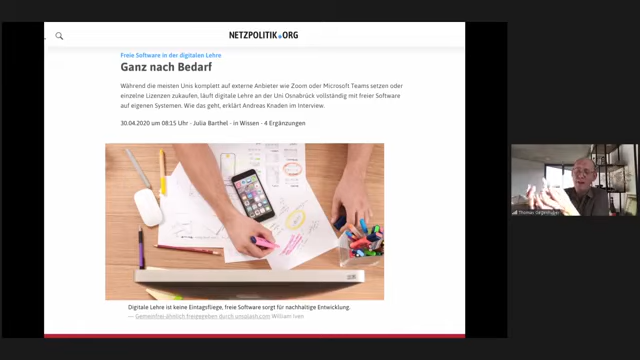 NETZPOLITIK.ORG
Freie Software in der digitalen Lehre
Ganz nach Bedarf
Während die meisten Unis komplett auf externe Anbieter wie Zoom oder Microsoft Teams setzen oder
einzelne Lizenzen zukaufen, läuft digitale Lehre an der Uni Osnabrück vollständig mit freier Software
auf eigenen Systemen. Wie das geht, erklärt Andreas Knaden im Interview.
30.04.2020 um 08:15 Uhr - Julia Barthel - in Wissen - 4 Ergänzungen
Digitale Lehre ist keine Eintagsfliege, freie Software sorgt für nachhaltige Entwicklung.
— Gemeinfrei-ähnlich freigegeben durch unsplash.com William Iven
Thomas